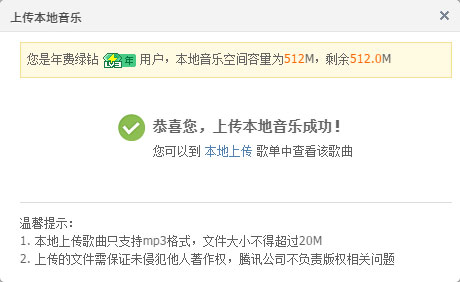 上传本地音乐
您是年费绿钻 年 用户，本地音乐空间容量为512M，剩余512.0M
恭喜您，上传本地音乐成功！
您可以到 本地上传 歌单中查看该歌曲
温馨提示：
1. 本地上传歌曲只支持mp3格式，文件大小不得超过20M
2. 上传的文件需保证未侵犯他人著作权，腾讯公司不负责版权相关问题